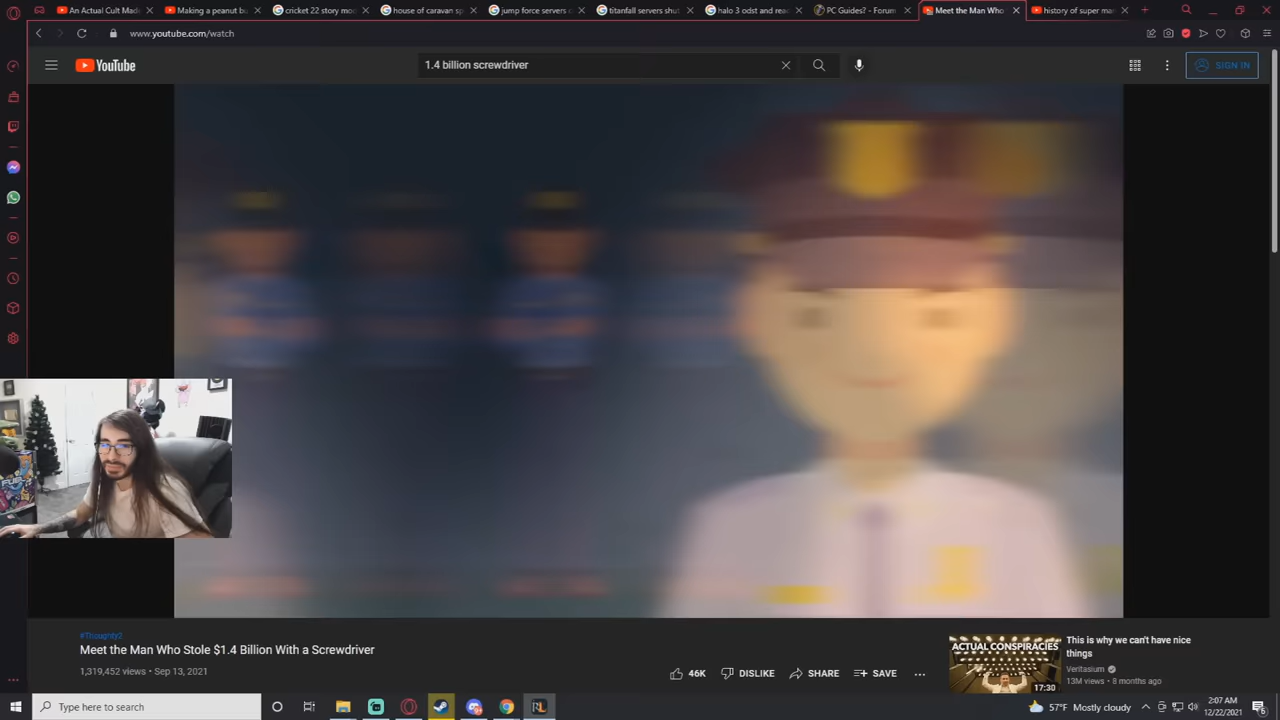 An Actual Cult Made
Making a peanut bu
cricket 22 story mo
house of caravan sp
jump force servers
titanfall servers shut
halo 3 odst and rea
PC Guides? - Forum
Meet the Man Who
history of super ma
www.youtube.com/watch
YouTube
1.4 billion screwdriver
SIGN IN
#Thoughty2
Meet the Man Who Stole $1.4 Billion With a Screwdriver
1,319,452 views • Sep 13, 2021
46K
DISLIKE
SHARE
SAVE
ACTUAL CONSPIRACIES
17:30
This is why we can't have nice
things
Veritasium
13M views • 8 months ago
Type here to search
57°F Mostly cloudy
2:07 AM
12/22/2021